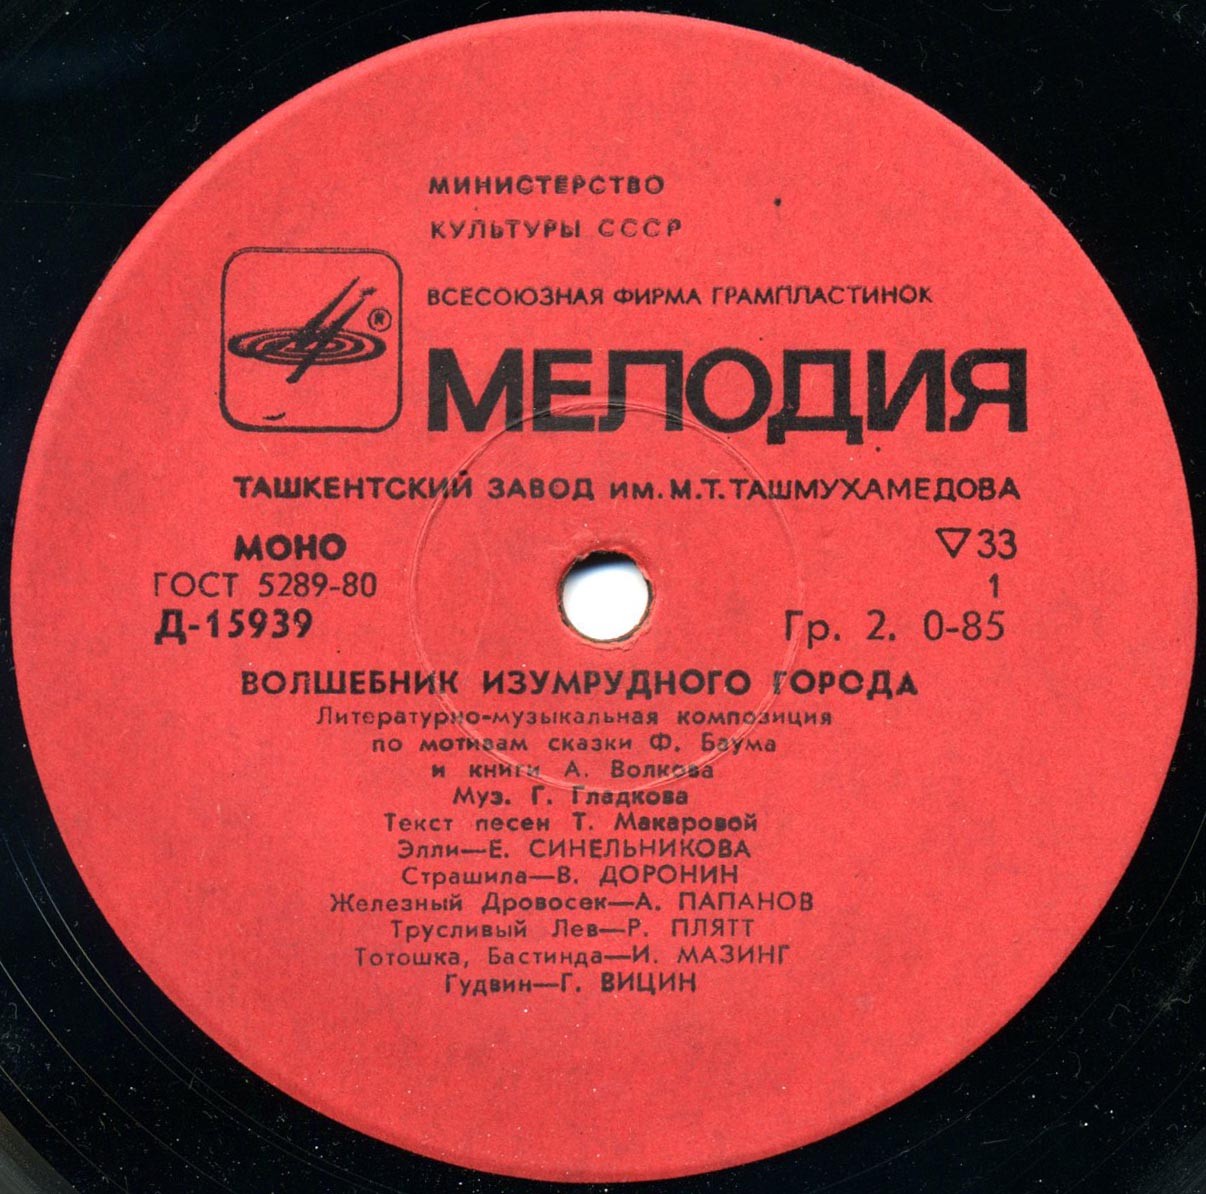 МИНИСТЕРСТВО
КУЛЬТУРЫ СССР
ВСЕСОЮЗНАЯ ФИРМА ГРАМПЛАСТИНОК
®
МЕЛОДИЯ
ТАШКЕНТСКИЙ ЗАВОД ИМ. М.Т. ТАШМУХАМЕДОВА
МОНО
▽33
ГОСТ 5289-80
1
Д-15939
Гр. 2. 0-85
ВОЛШЕБНИК ИЗУМРУДНОГО ГОРОДА
Литературно-музыкальная композиция
по мотивам сказки Ф. Баума
и книги А. Волкова
Муз. Г. Гладкова
Текст песен Т. Макаровой
Элли—Е. СИНЕЛЬНИКОВА
Страшила—В. ДОРОНИН
Железный Дровосек—А. ПАПАНОВ
Трусливый Лев—Р. ПЛЯТТ
Тотошка, Бастинда—И. МАЗИНГ
Гудвин—Г. ВИЦИН